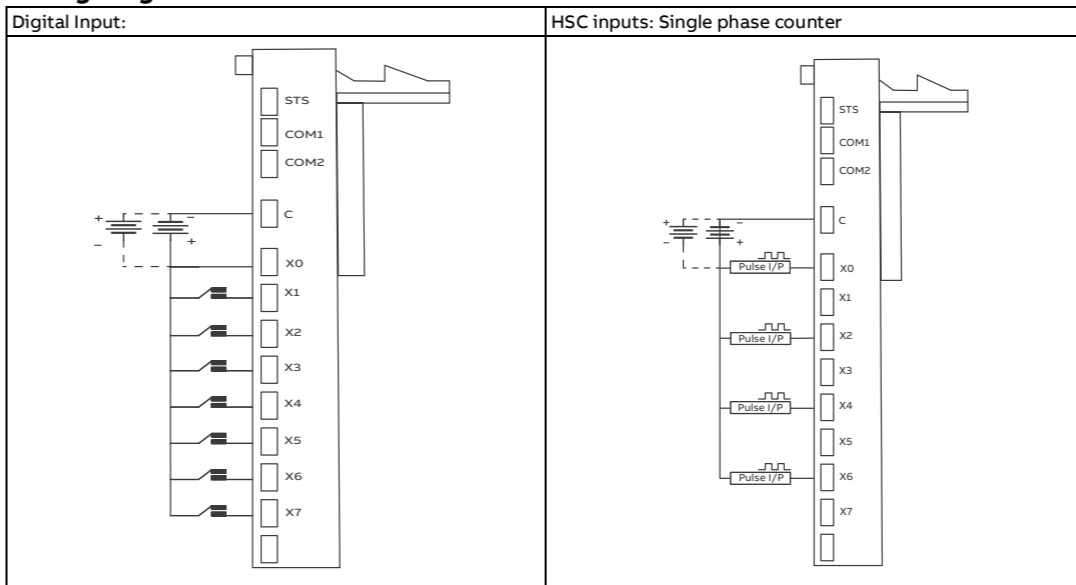 Digital Input:
HSC inputs: Single phase counter
STS
COM1
COM2
+
−
−
+
C
X0
X1
X2
X3
X4
X5
X6
X7
STS
COM1
COM2
+
-
-
+
C
Pulse I/P
X0
X1
Pulse I/P
X2
X3
Pulse I/P
X4
X5
Pulse I/P
X6
X7